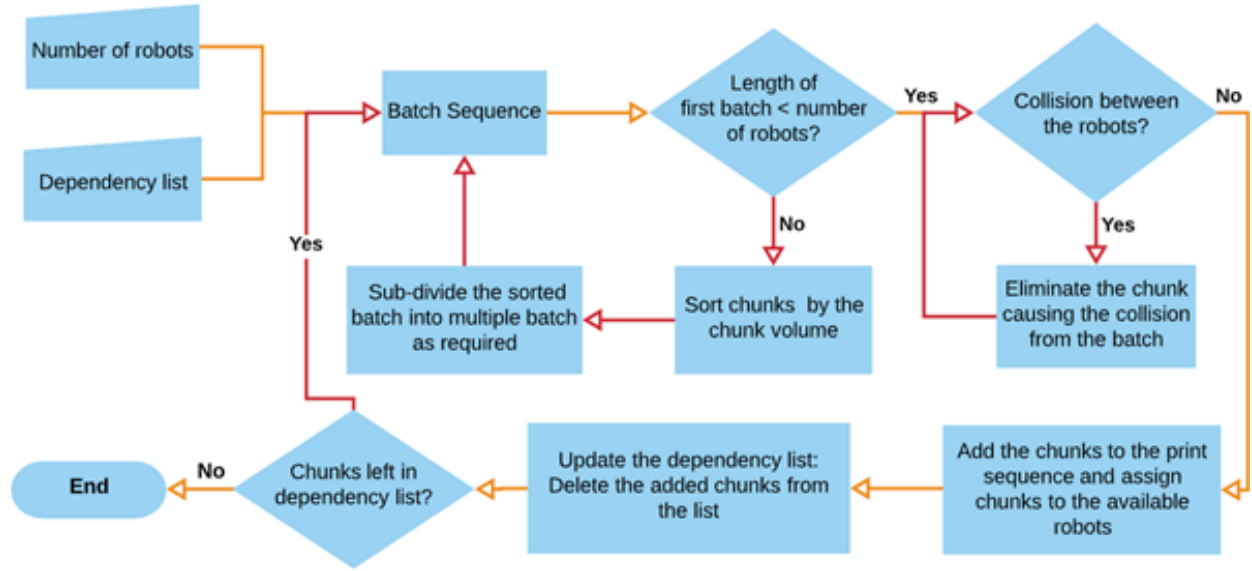 Number of robots
Dependency list
Batch Sequence
Length of
first batch < number
of robots?
Yes
Collision between
the robots?
No
No
Yes
Yes
Sub-divide the sorted
batch into multiple batch
as required
Sort chunks by the
chunk volume
Eliminate the chunk
causing the collision
from the batch
End
No
Chunks left in
dependency list?
Update the dependency list:
Delete the added chunks from
the list
Add the chunks to the print
sequence and assign
chunks to the available
robots